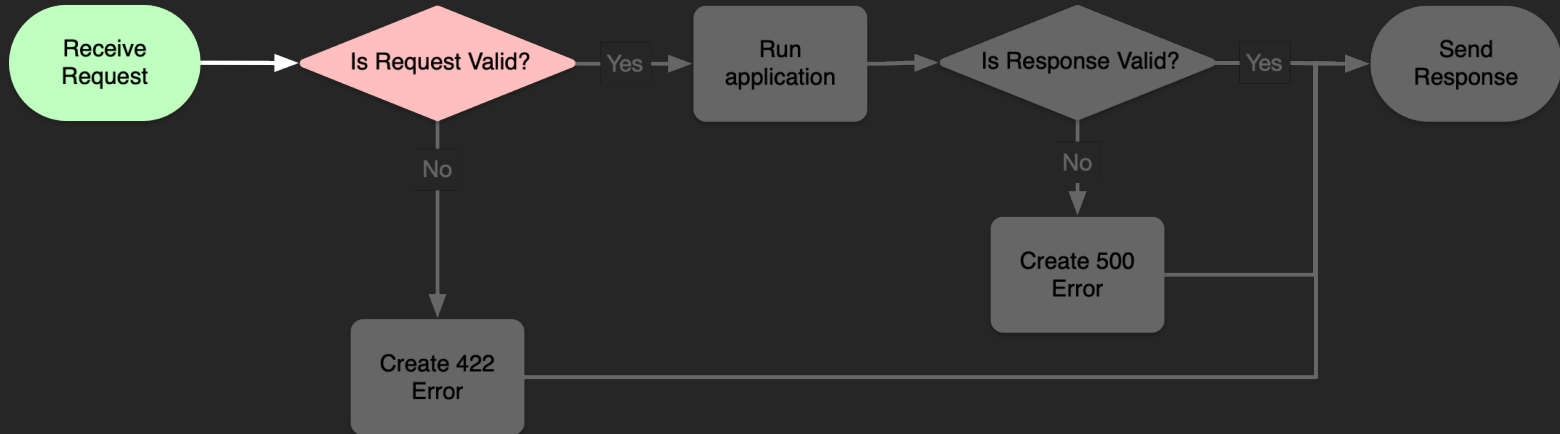 Receive
Request
Is Request Valid?
Yes
Run
application
Is Response Valid?
Yes
Send
Response
No
No
Create 500
Error
Create 422
Error